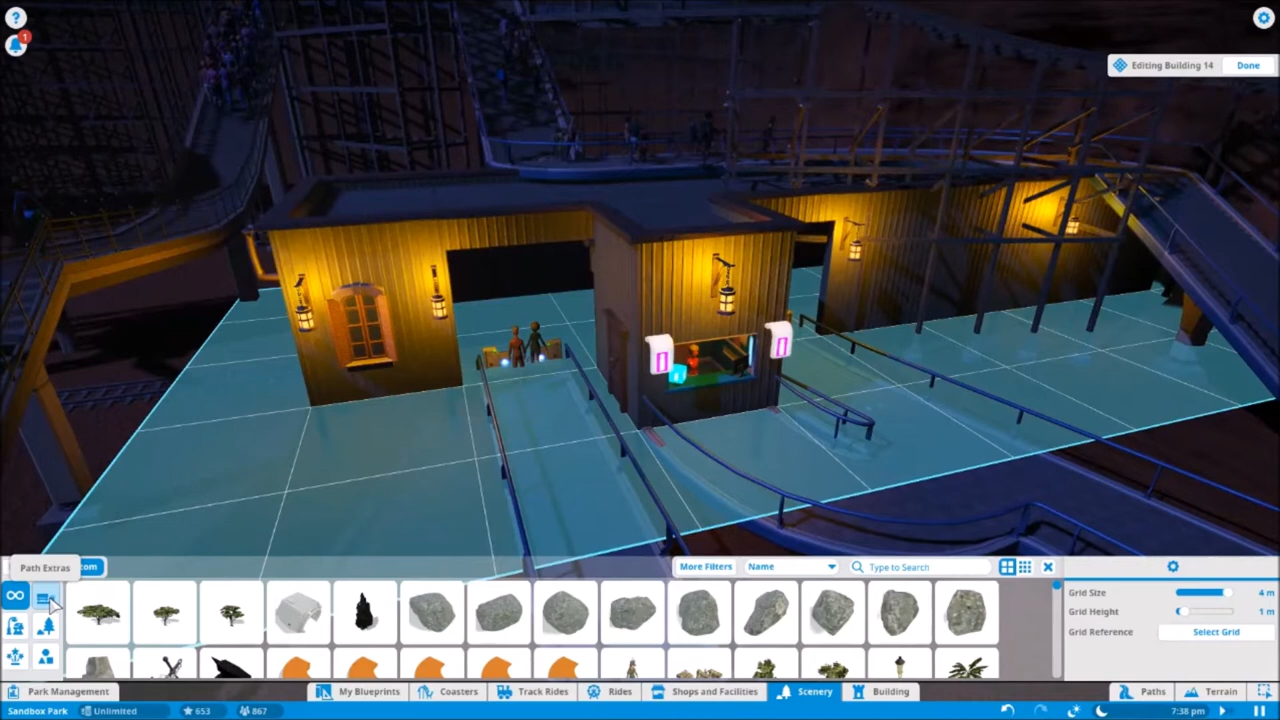 ?
1
Editing Building 14
Done
Path Extras
om
More Filters
Name
Type to Search
Grid Size
4 m
Grid Height
1 m
Grid Reference
Select Grid
Park Management
My Blueprints
Coasters
Track Rides
Rides
Shops and Facilities
Scenery
Building
Paths
Terrain
Sandbox Park
Unlimited
653
867
7:38 pm